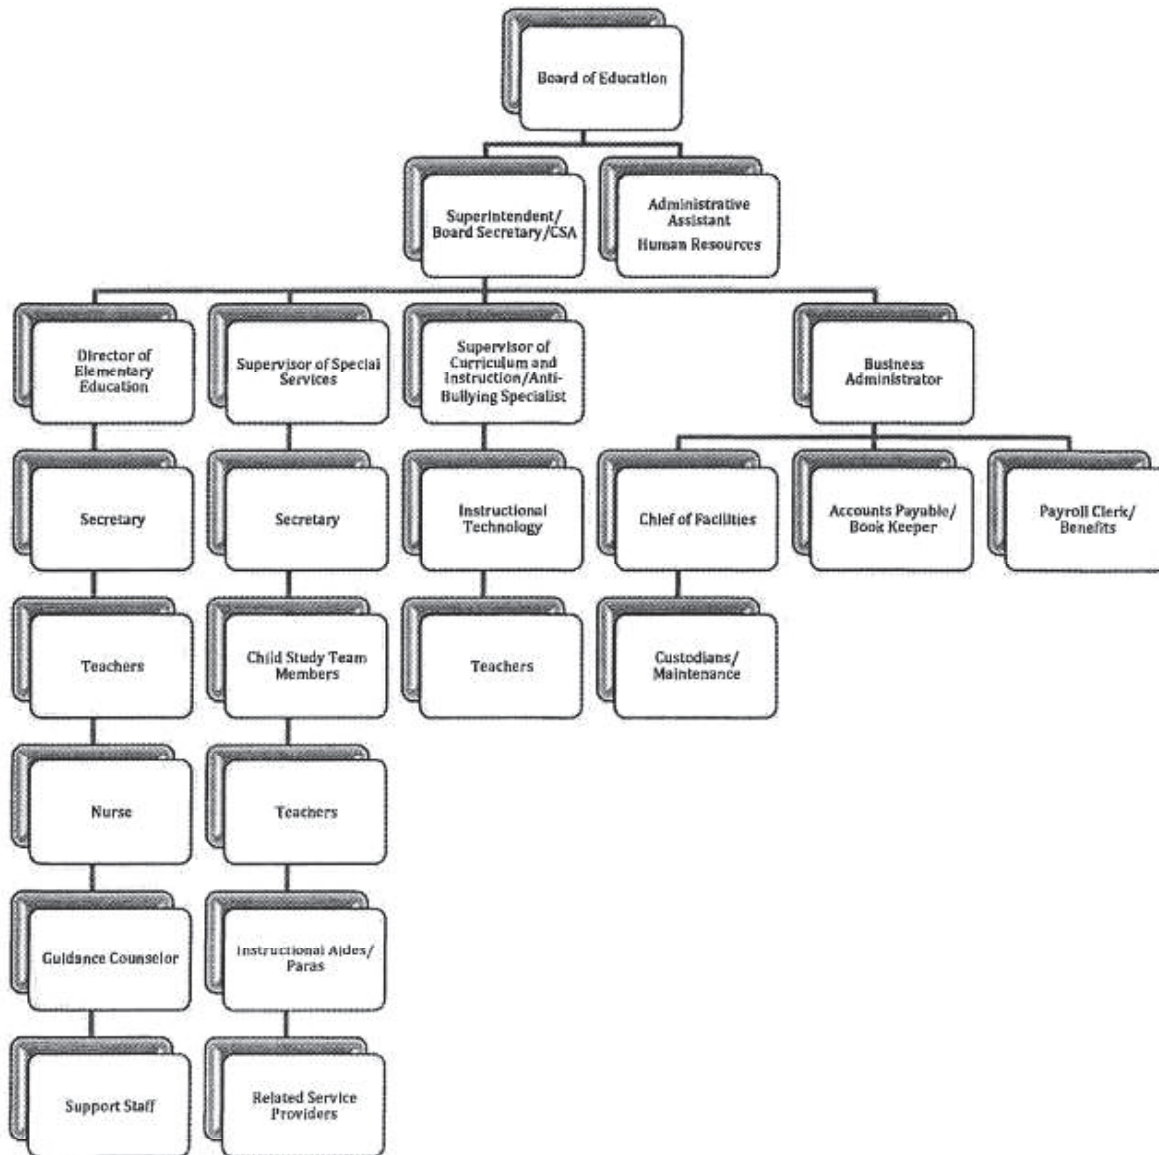 Board of Education
Superintendent/
Board Secretary/CSA
Administrative
Assistant
Human Resources
Director of
Elementary
Education
Supervisor of Special
Services
Supervisor of
Curriculum and
Instruction/Anti-
Bullying Specialist
Business
Administrator
Secretary
Secretary
Instructional
Technology
Chief of Facilities
Accounts Payable/
Book Keeper
Payroll Clerk/
Benefits
Teachers
Child Study Team
Members
Teachers
Custodians/
Maintenance
Nurse
Teachers
Guidance Counselor
Instructional Aides/
Paras
Support Staff
Related Service
Providers